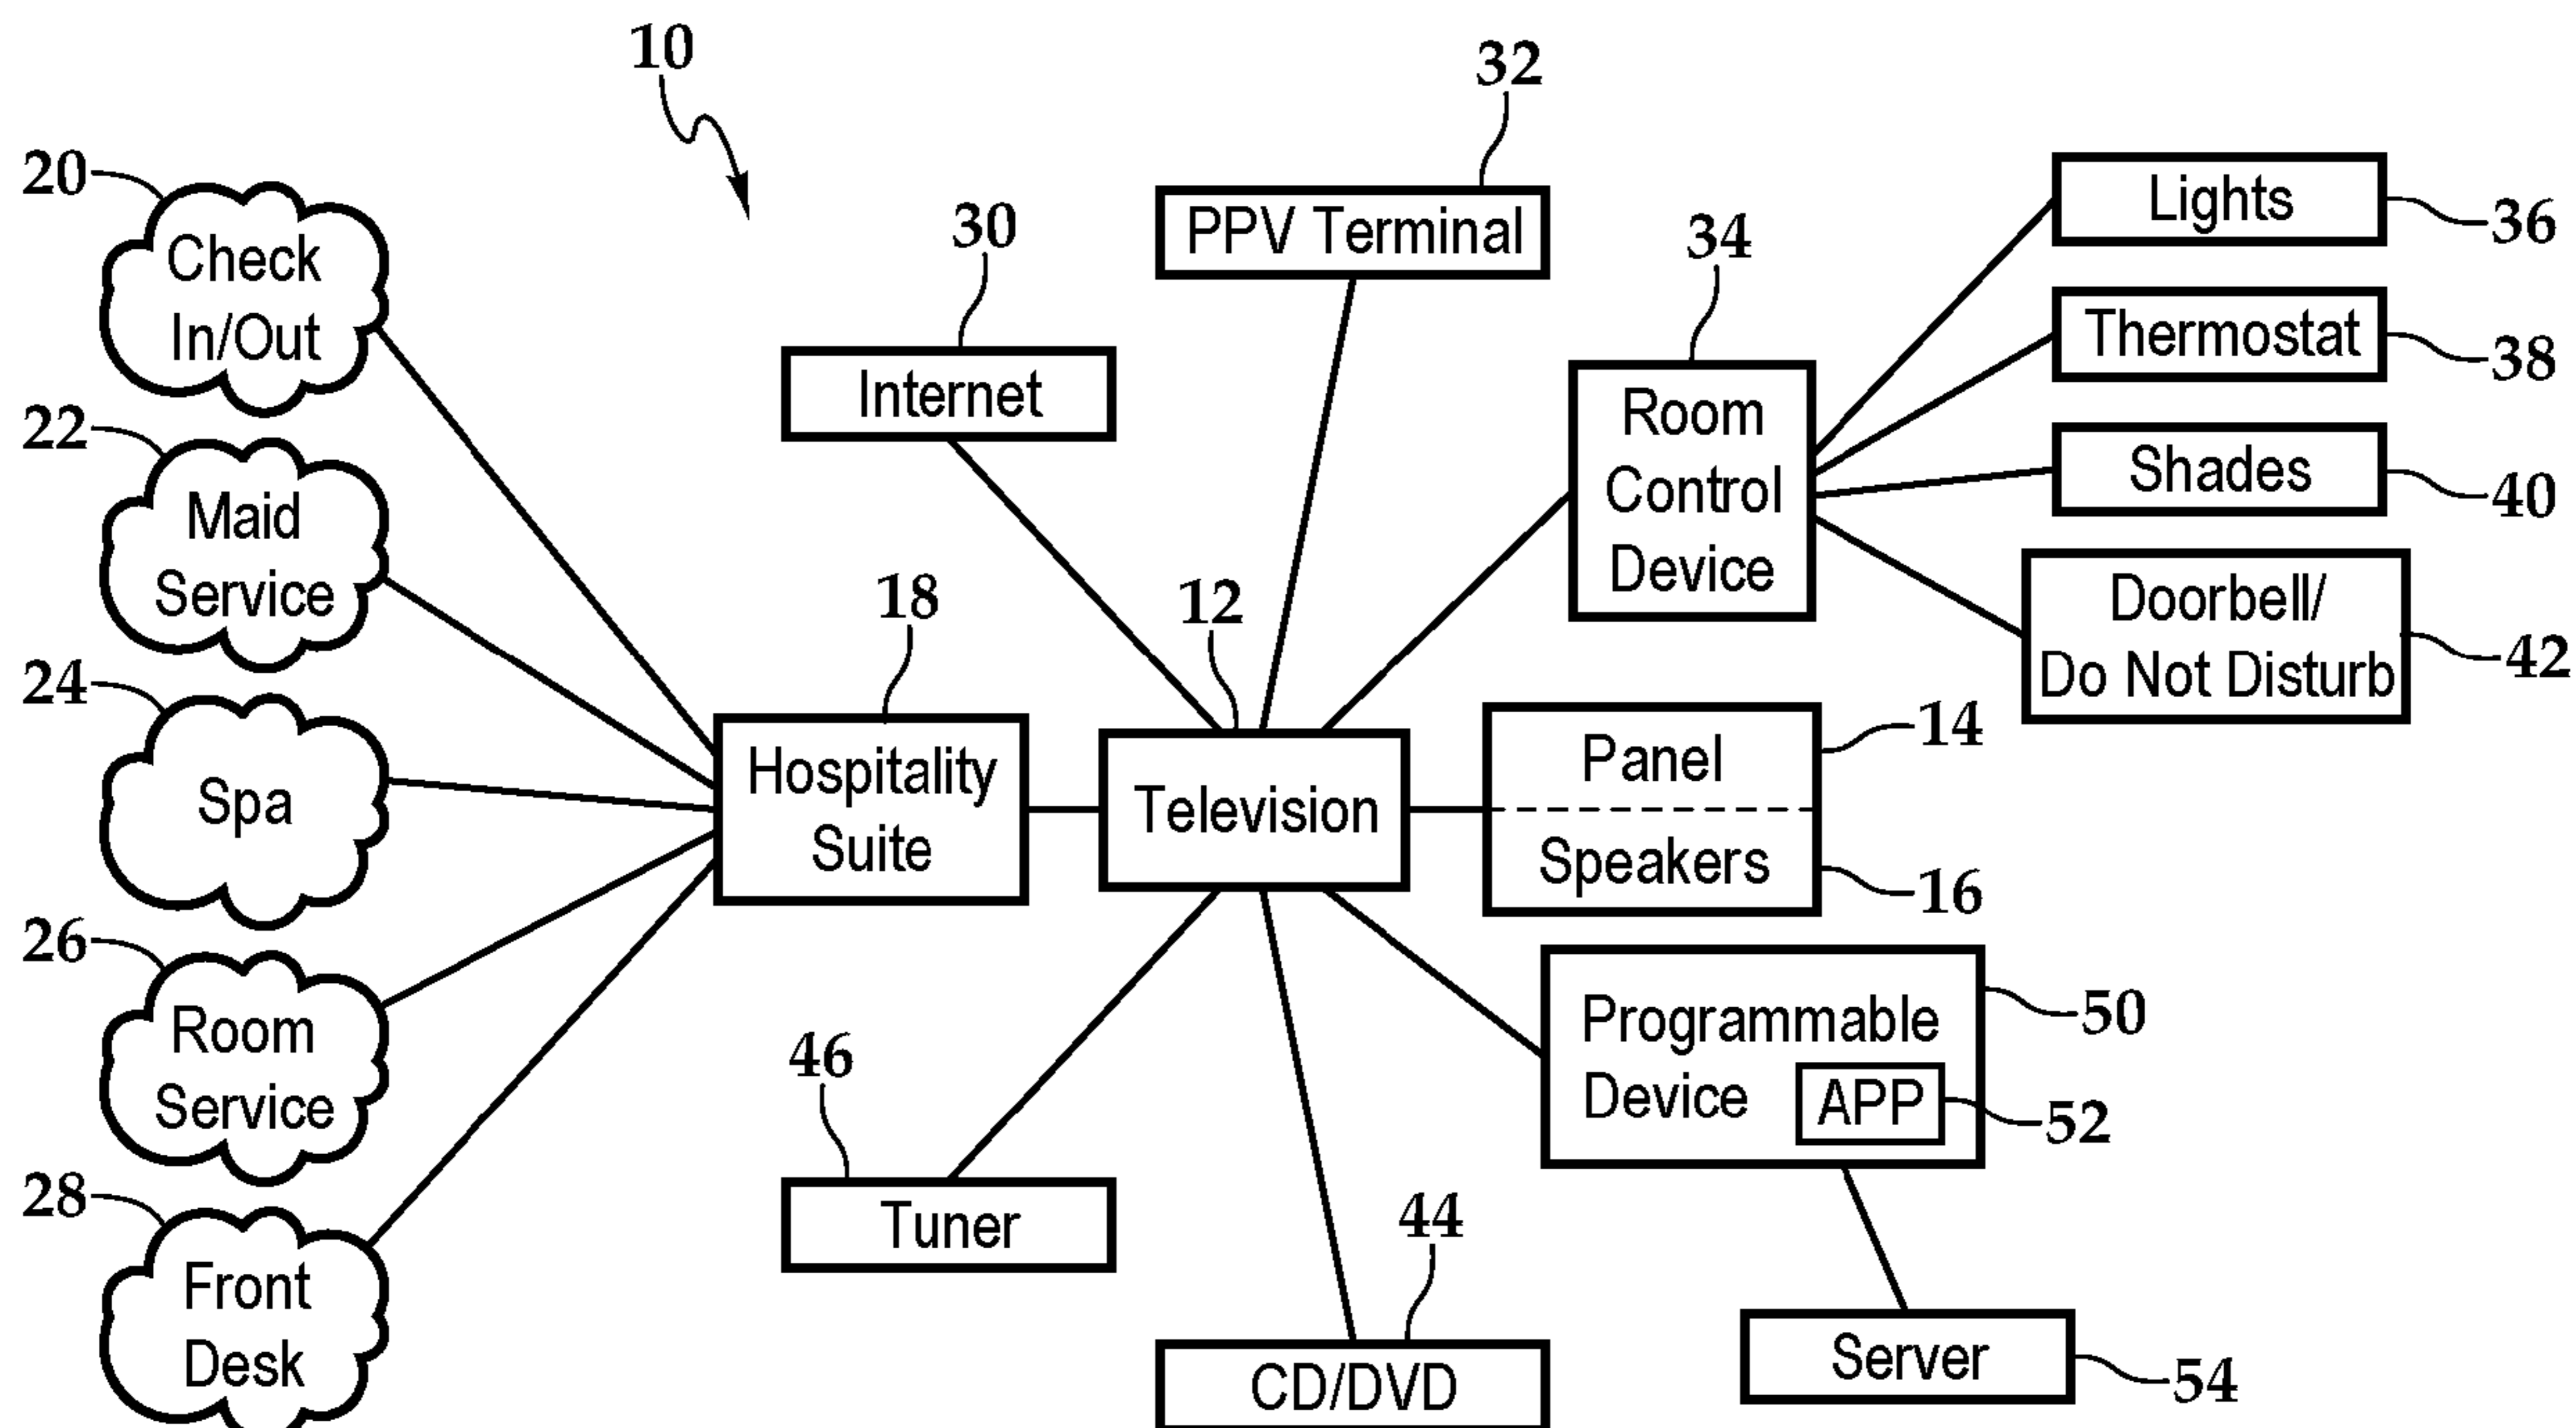 10
32
20
Check
In/Out
30
PPV Terminal
34
Lights
36
Internet
Thermostat
38
22
Maid
Service
Room
Control
Device
Shades
40
18
12
Doorbell/
Do Not Disturb
42
24
Spa
Hospitality
Suite
Television
Panel
14
Speakers
16
26
Room
Service
46
Programmable
Device
APP
50
52
28
Front
Desk
Tuner
44
CD/DVD
Server
54